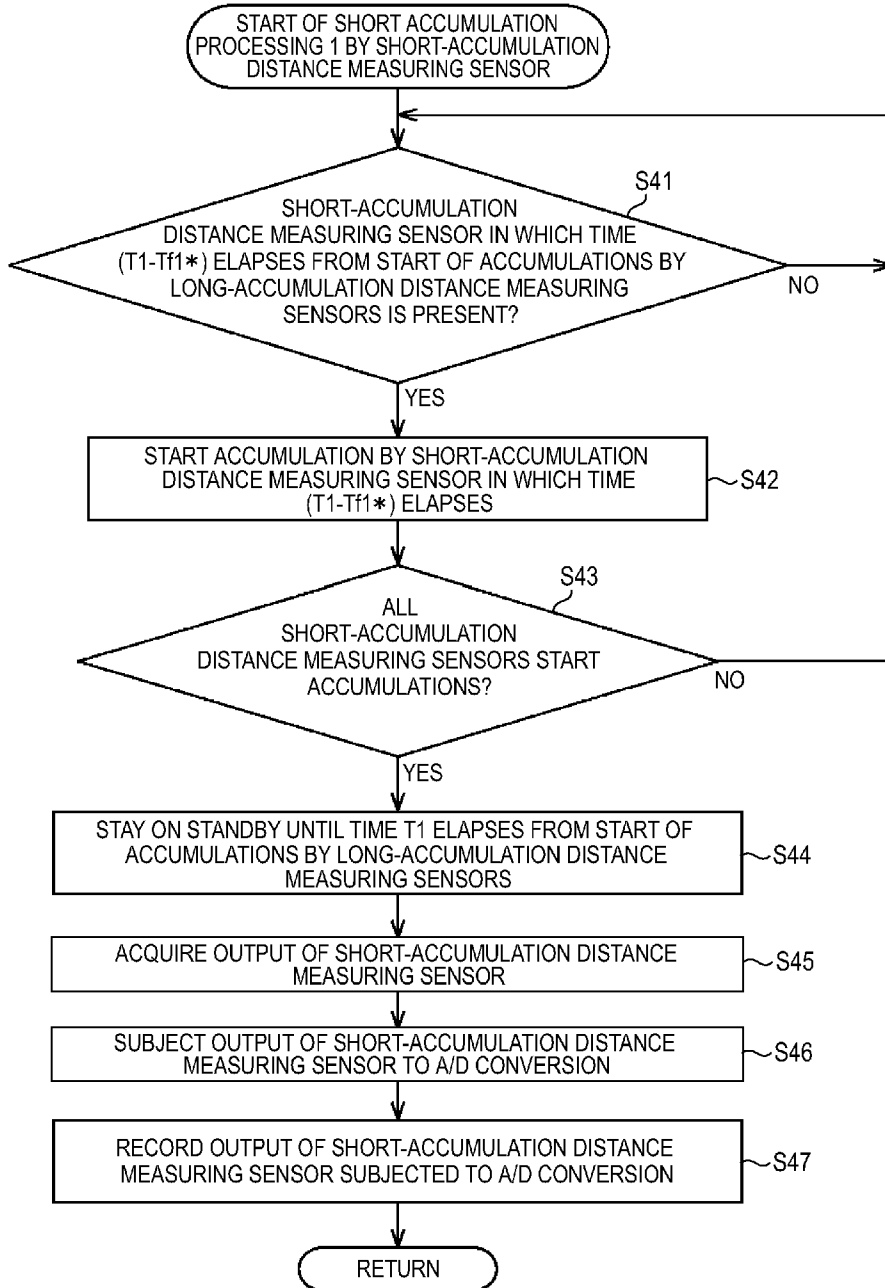 START OF SHORT ACCUMULATION
PROCESSING 1 BY SHORT-ACCUMULATION
DISTANCE MEASURING SENSOR
S41
SHORT-ACCUMULATION
DISTANCE MEASURING SENSOR IN WHICH TIME
(T1-Tf1*) ELAPSES FROM START OF ACCUMULATIONS BY
LONG-ACCUMULATION DISTANCE MEASURING
SENSORS IS PRESENT?
NO
YES
START ACCUMULATION BY SHORT-ACCUMULATION
DISTANCE MEASURING SENSOR IN WHICH TIME
(T1-Tf1*) ELAPSES
S42
S43
ALL
SHORT-ACCUMULATION
DISTANCE MEASURING SENSORS START
ACCUMULATIONS?
NO
YES
STAY ON STANDBY UNTIL TIME T1 ELAPSES FROM START OF
ACCUMULATIONS BY LONG-ACCUMULATION DISTANCE
MEASURING SENSORS
S44
ACQUIRE OUTPUT OF SHORT-ACCUMULATION DISTANCE
MEASURING SENSOR
S45
SUBJECT OUTPUT OF SHORT-ACCUMULATION DISTANCE
MEASURING SENSOR TO A/D CONVERSION
S46
RECORD OUTPUT OF SHORT-ACCUMULATION DISTANCE
MEASURING SENSOR SUBJECTED TO A/D CONVERSION
S47
RETURN